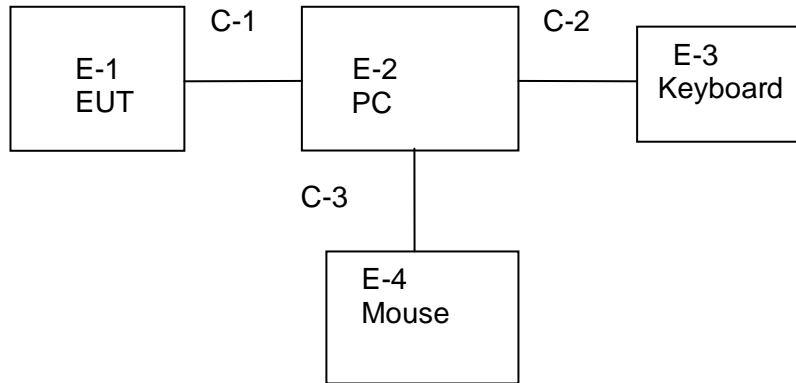 C-1
C-2
E-1
EUT
E-2
PC
E-3
Keyboard
C-3
E-4
Mouse